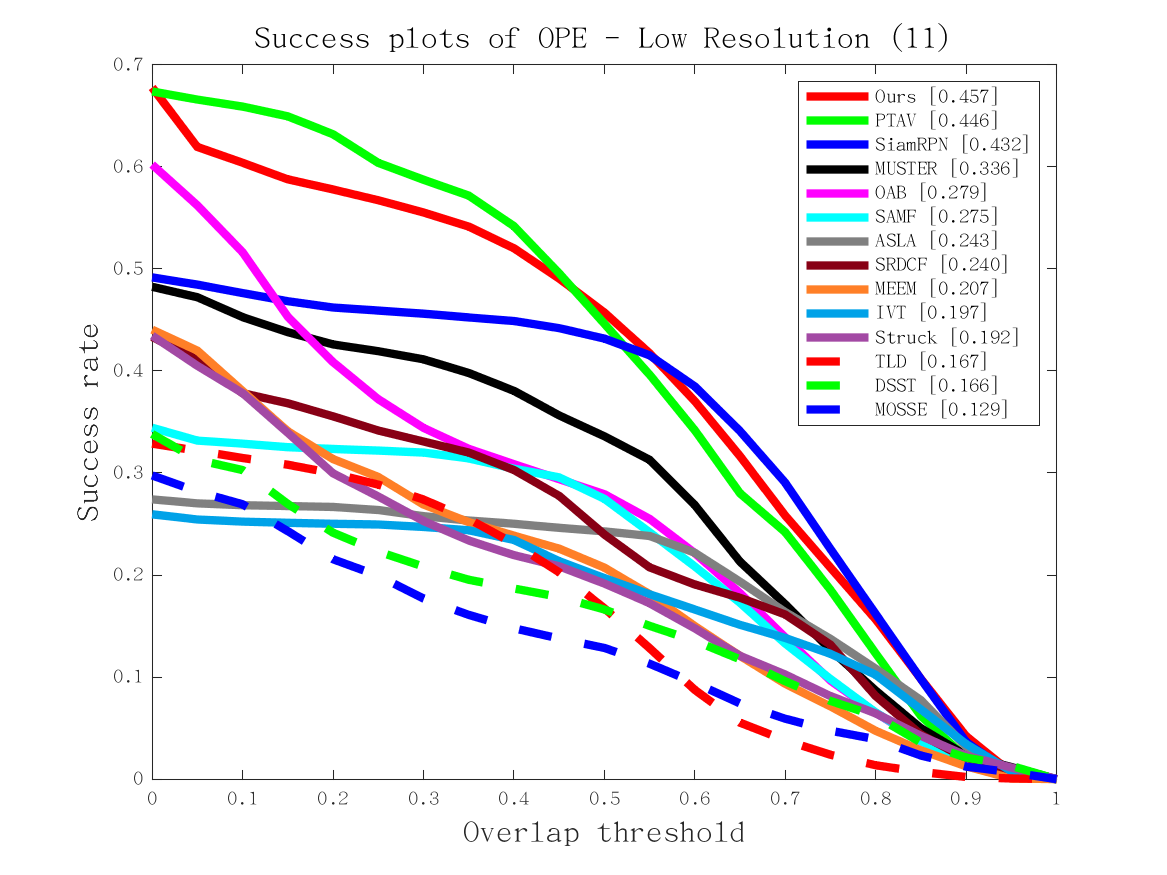 Success plots of OPE - Low Resolution (11)
0.7
0.6
0.5
0.4
0.3
0.2
0.1
0
Success rate
Ours [0.457]
PTAV [0.446]
SiamRPN [0.432]
MUSTER [0.336]
OAB [0.279]
SAMF [0.275]
ASLA [0.243]
SRDCF [0.240]
MEEM [0.207]
IVT [0.197]
Struck [0.192]
TLD [0.167]
DSST [0.166]
MOSSE [0.129]
0 0.1 0.2 0.3 0.4 0.5 0.6 0.7 0.8 0.9 1
Overlap threshold